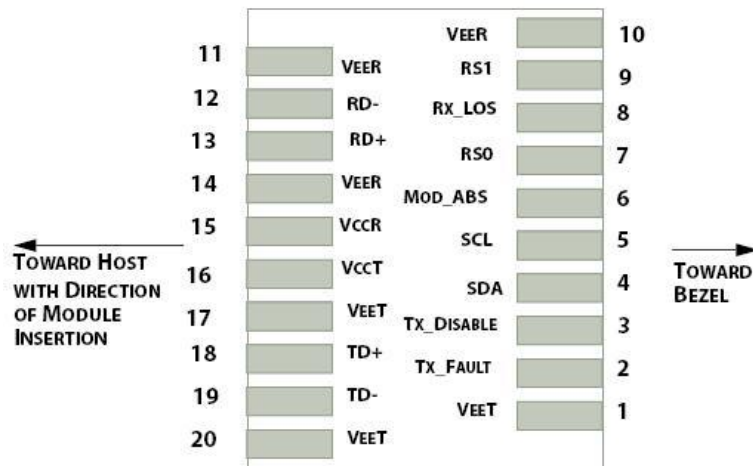 11 VEER
12 RD-
13 RD+
14 VEER
15 VCCR
16 VCCT
17 VEET
18 TD+
19 TD-
20 VEET
VEER 10
RS1 9
RX_LOS 8
RS0 7
MOD_ABS 6
SCL 5
SDA 4
TX_DISABLE 3
TX_FAULT 2
VEET 1
TOWARD HOST
WITH DIRECTION
OF MODULE
INSERTION
TOWARD
BEZEL